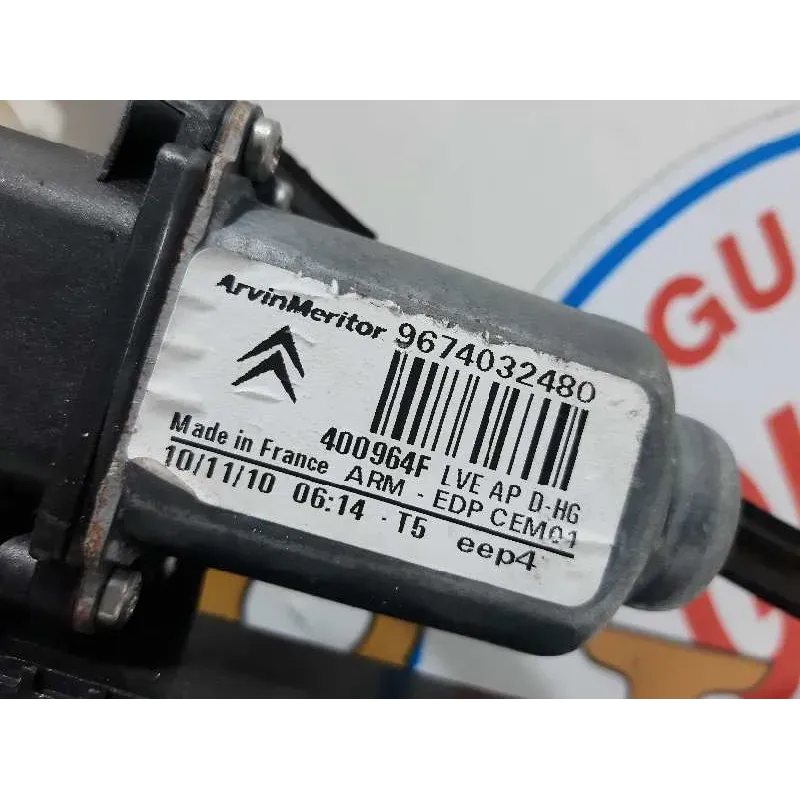 ArvinMeritor 9674032480
400964F LVE AP D-HG
Made in France ARM - EDP CEM01
10/11/10 06:14 - T5 eep4
GU